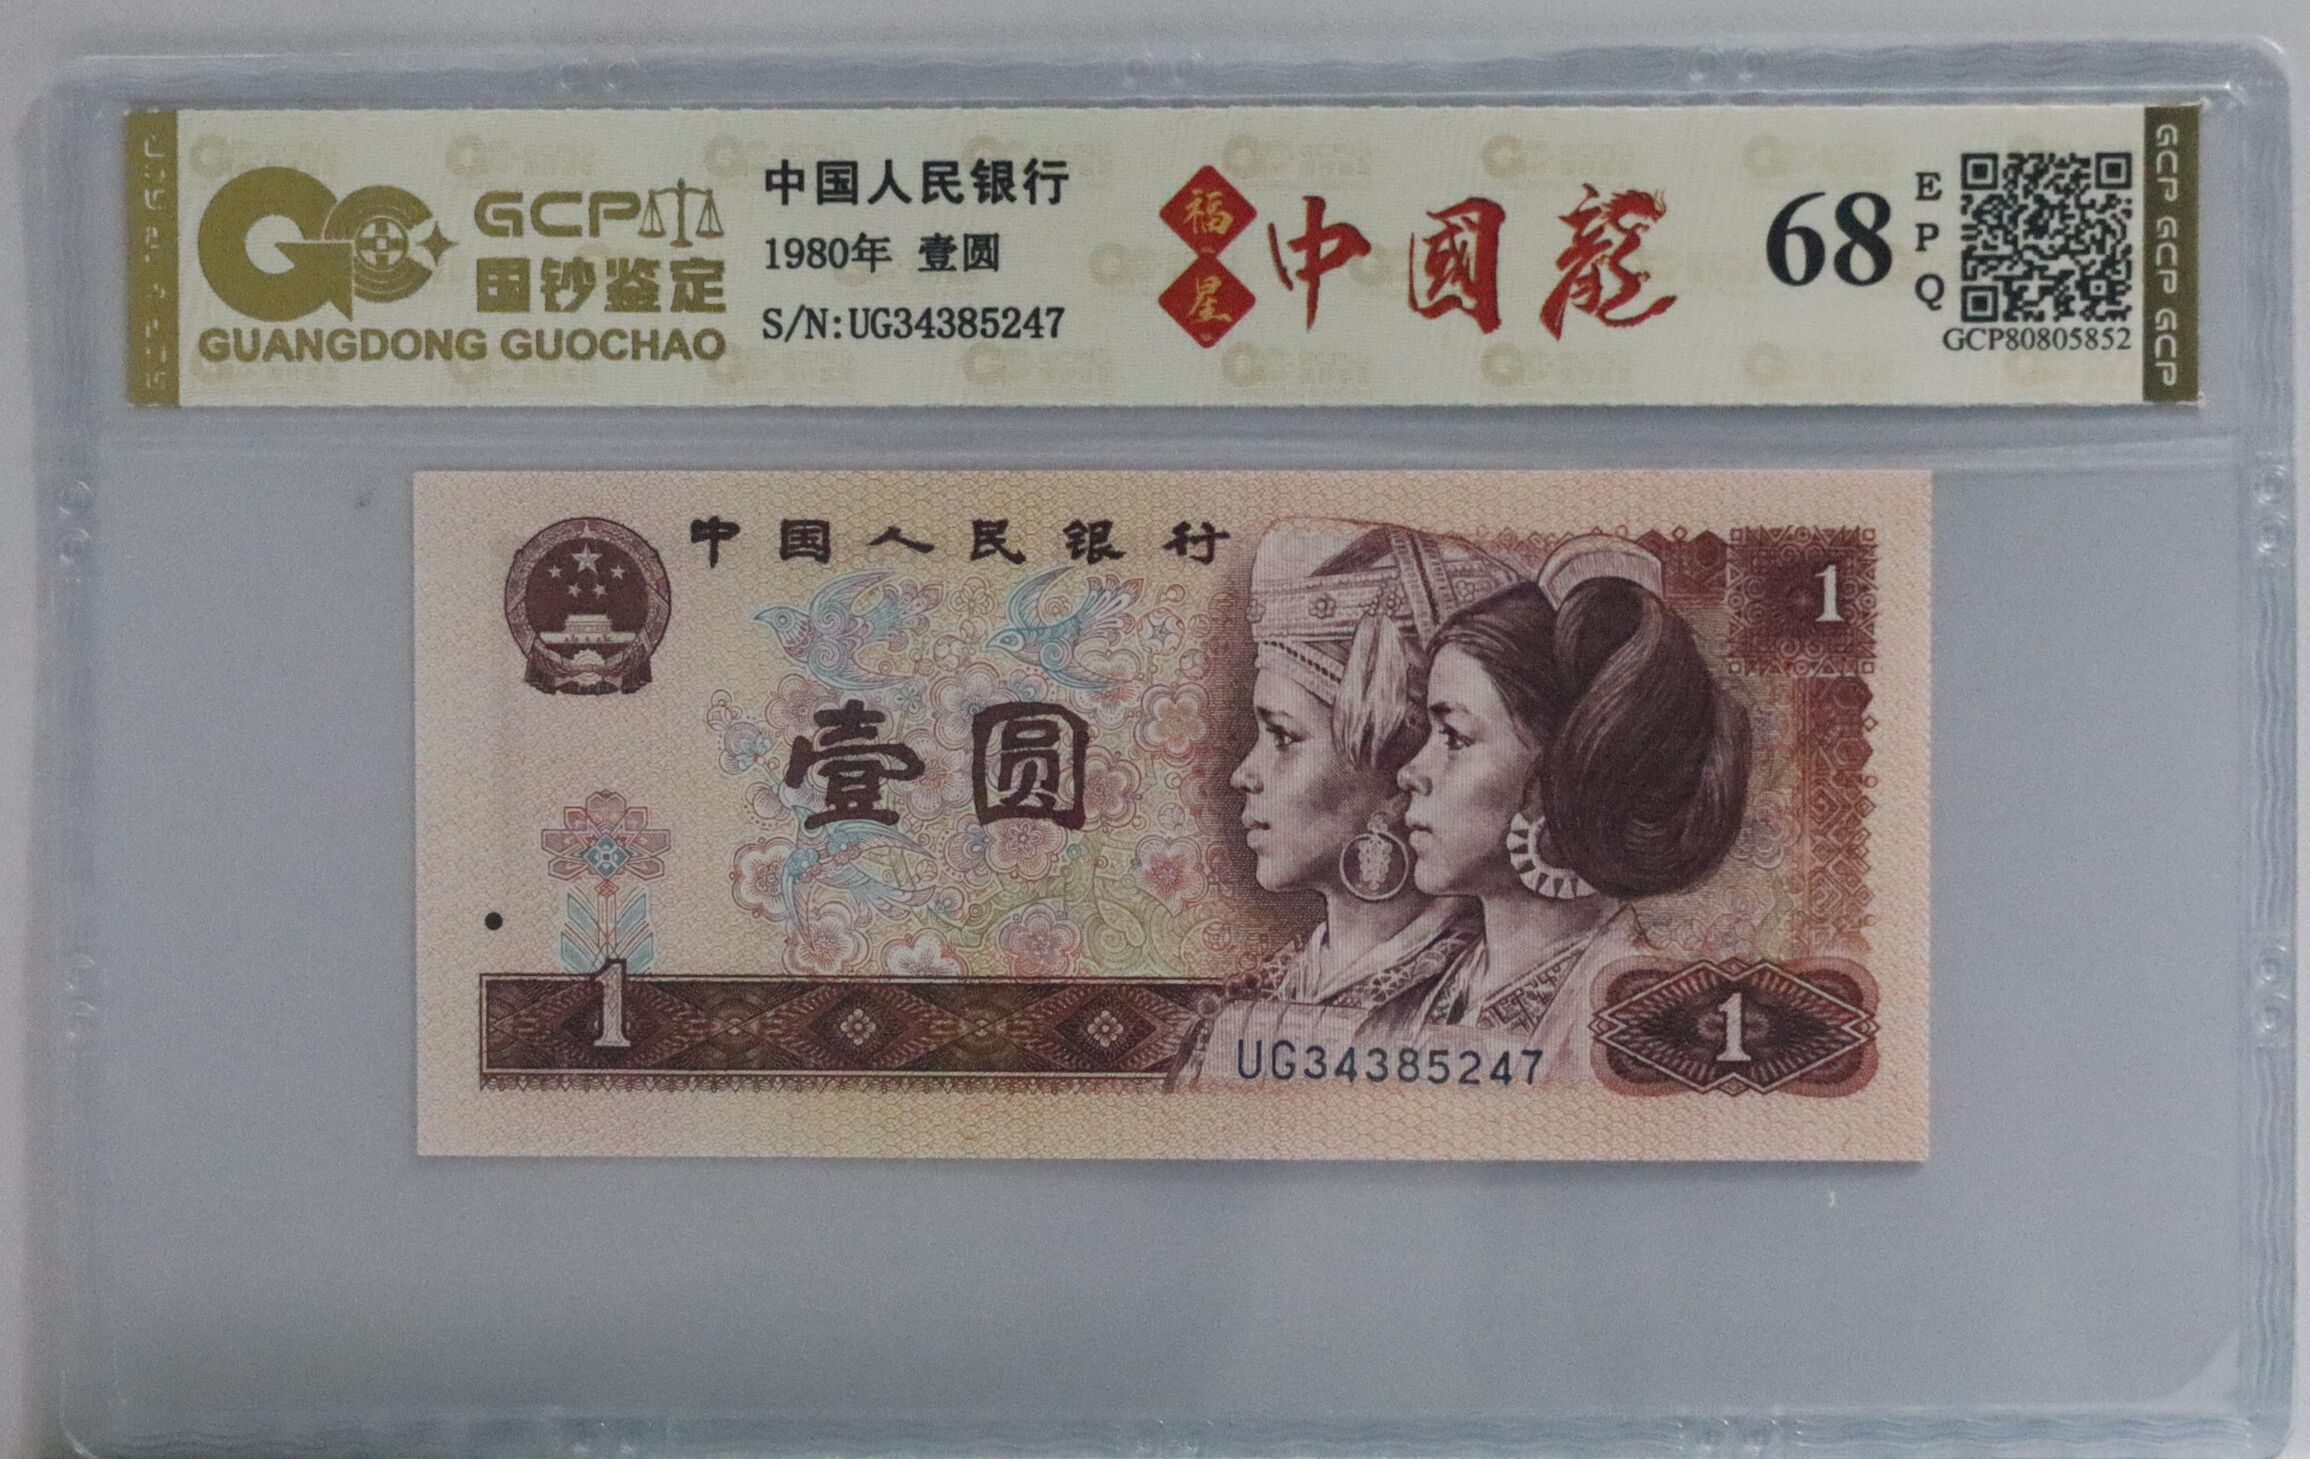 GCP
国钞鉴定
GUANGDONG GUOCHAO
中国人民银行
1980年 壹圆
S/N:UG34385247
福星
中國龍
68
EPQ
GCP80805852
GCP GCP GCP
中国人民银行
1
壹圆
1
UG34385247
1